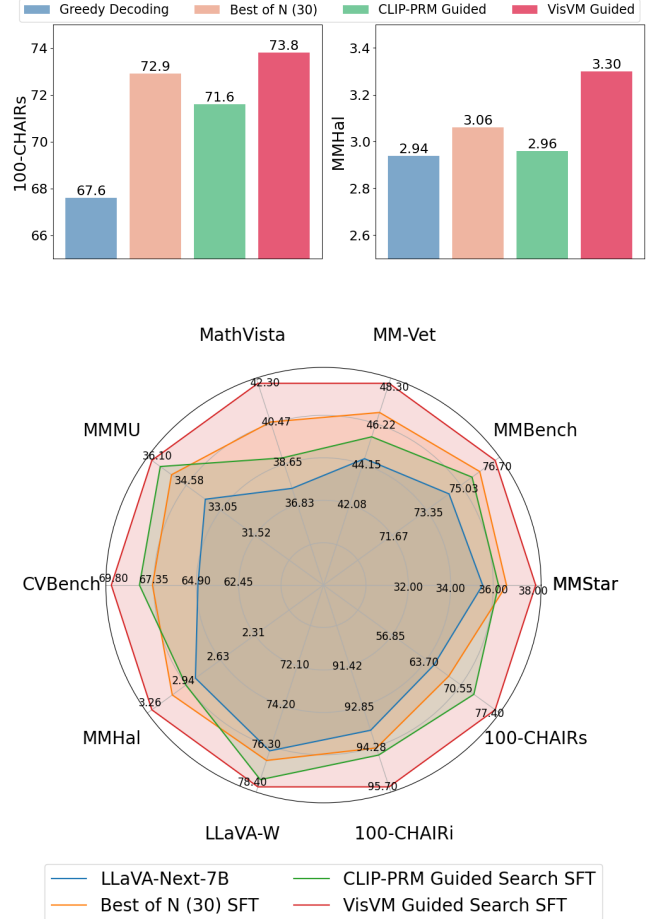 Greedy Decoding Best of N (30) CLIP-PRM Guided VisVM Guided
100-CHAIRs
74
72
70
68
66
67.6
72.9
71.6
73.8
MMHal
3.4
3.2
3.0
2.8
2.6
2.94
3.06
2.96
3.30
MathVista MM-Vet
42.30 48.30
40.47 46.22
MMMU MMBench
36.10 38.65 44.15 76.70
34.58 75.03
33.05 36.83 42.08 73.35
31.52 71.67
CVBench 69.80 67.35 64.90 62.45 32.00 34.00 36.00 38.00 MMStar
2.31 56.85
2.63 72.10 91.42 63.70
2.94 70.55
3.26 74.20 92.85 77.40
MMHal 100-CHAIRs
76.30 94.28
78.40 95.70
LLaVA-W 100-CHAIRi
LLaVA-Next-7B CLIP-PRM Guided Search SFT
Best of N (30) SFT VisVM Guided Search SFT